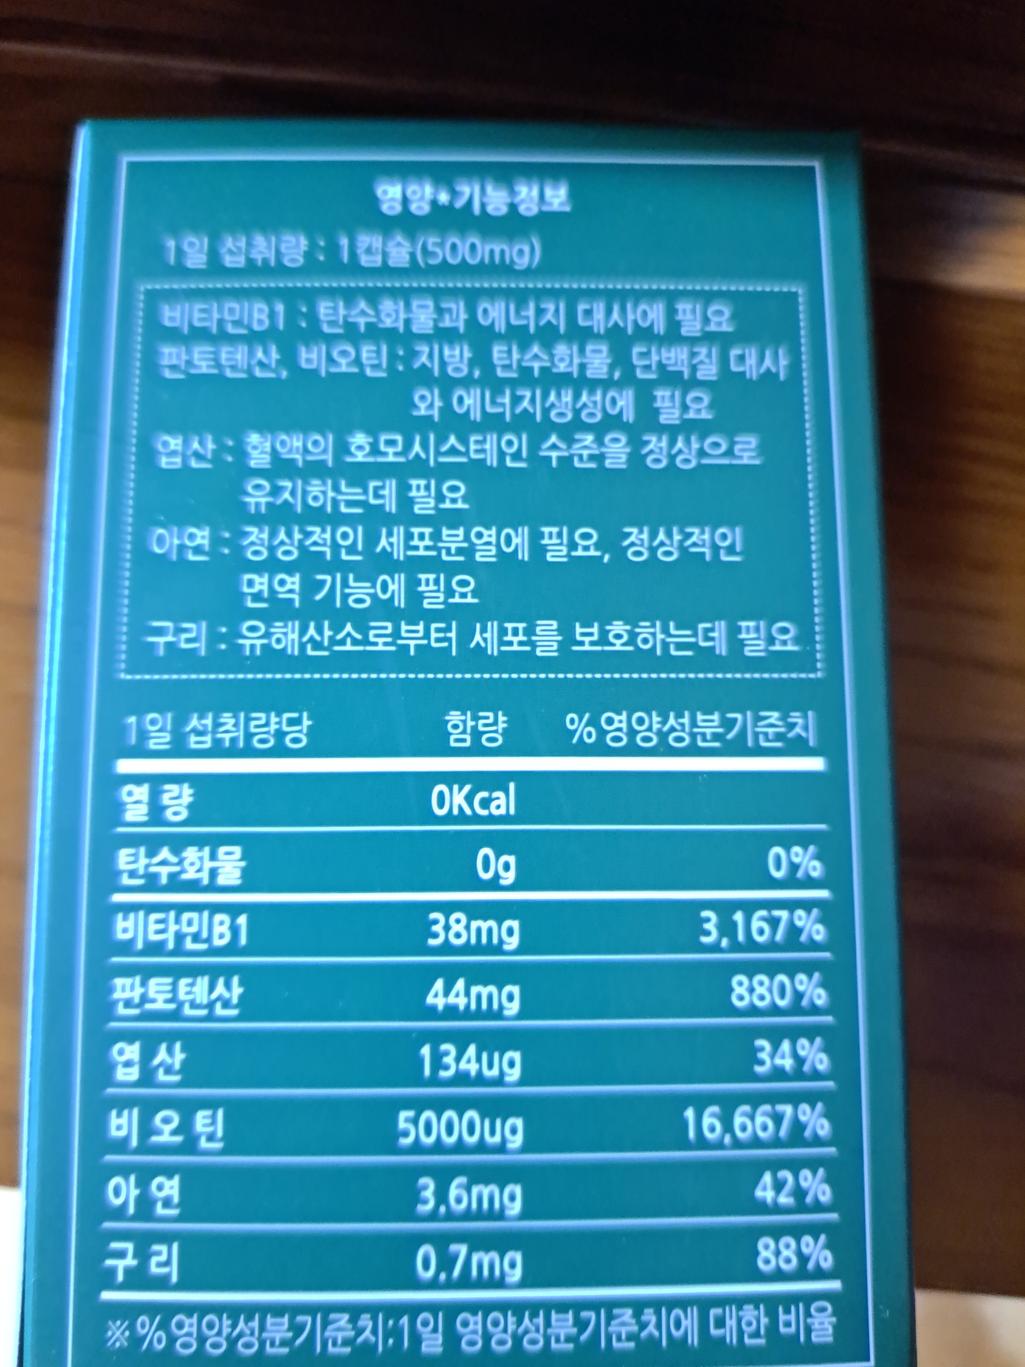 영양*기능정보
1일 섭취량 : 1캡슐(500mg)
비타민B1 : 탄수화물과 에너지 대사에 필요
판토텐산, 비오틴 : 지방, 탄수화물, 단백질 대사
와 에너지생성에 필요
엽산 : 혈액의 호모시스테인 수준을 정상으로
유지하는데 필요
아연 : 정상적인 세포분열에 필요, 정상적인
면역 기능에 필요
구리 : 유해산소로부터 세포를 보호하는데 필요
1일 섭취량당 함량 %영양성분기준치
열 량 0Kcal
탄수화물 0g 0%
비타민B1 38mg 3,167%
판토텐산 44mg 880%
엽 산 134ug 34%
비 오 틴 5000ug 16,667%
아 연 3.6mg 42%
구 리 0.7mg 88%
※%영양성분기준치:1일 영양성분기준치에 대한 비율